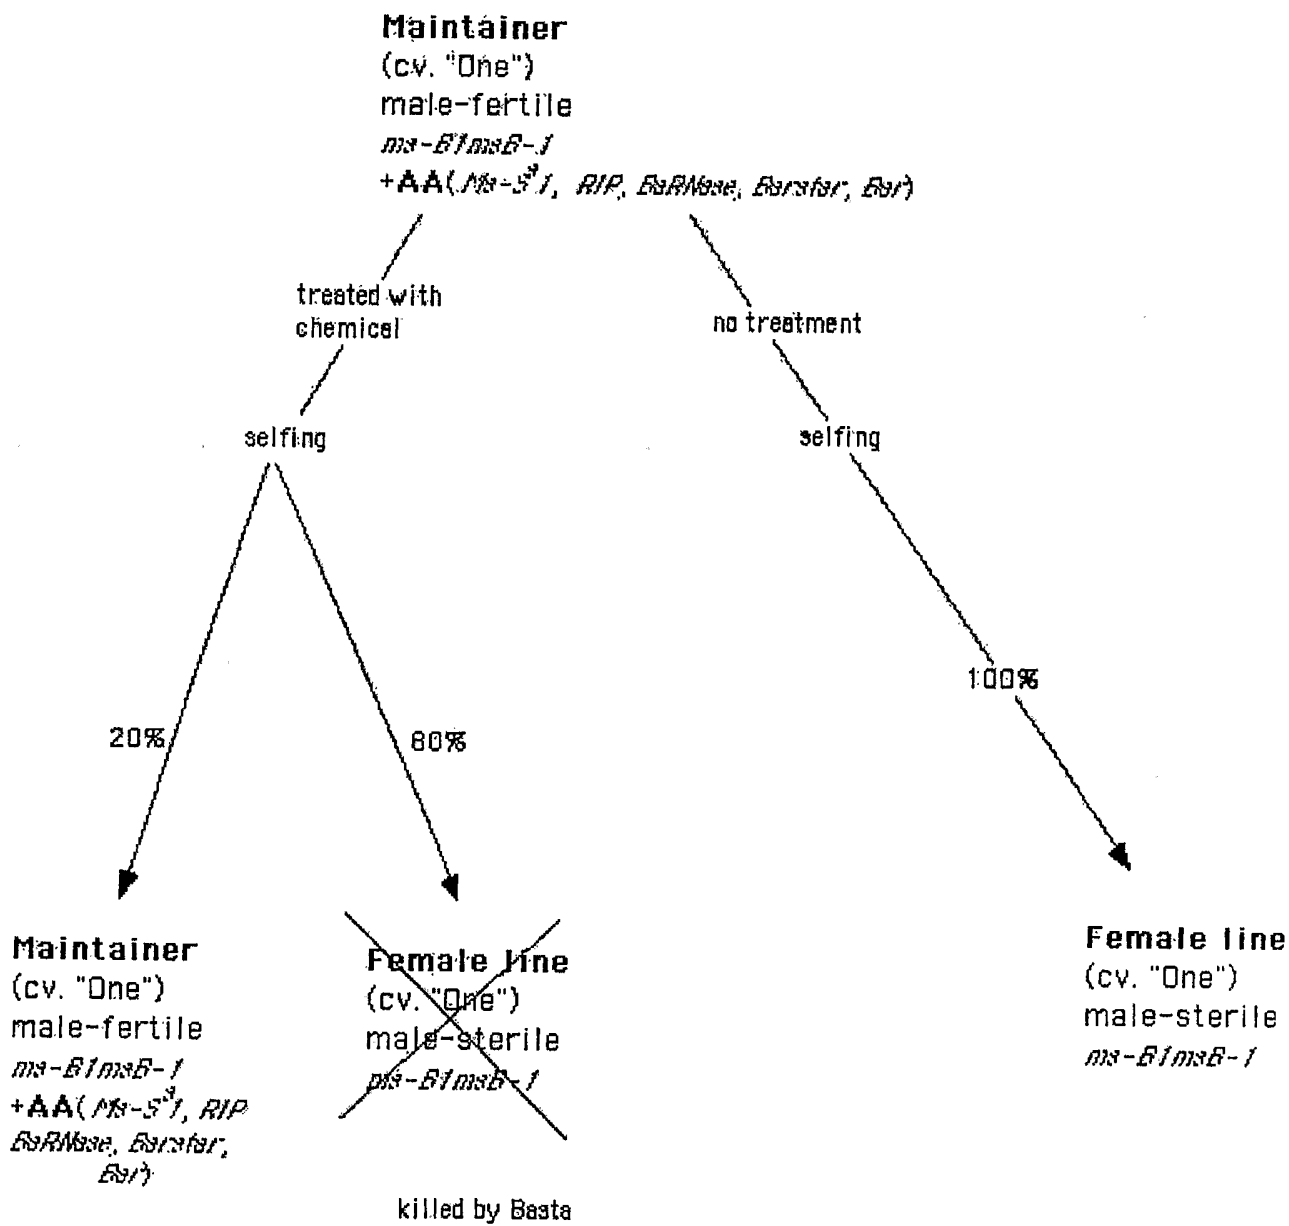 Maintainer
(cv. "One")
male-fertile
ms-B1msB-1
+AA(Ms-Sª1, RIP, BaRNase, Barstar, Bar)
treated with
chemical
no treatment
selfing
selfing
100%
20%
80%
Maintainer
(cv. "One")
male-fertile
ms-B1msB-1
+AA(Ms-Sª1, RIP
BaRNase, Barstar,
Bar)
Female line
(cv. "One")
male-sterile
ms-B1msB-1
killed by Basta
Female line
(cv. "One")
male-sterile
ms-B1msB-1